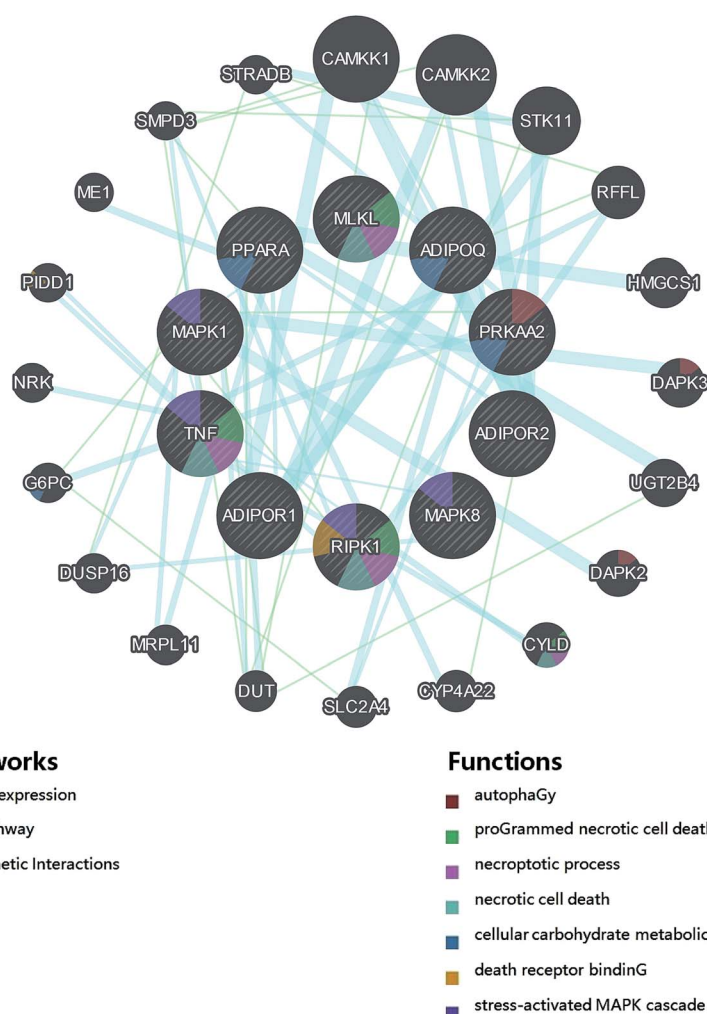 CAMKK1
CAMKK2
STRADB
STK11
SMPD3
ME1
RFFL
MLKL
PPARA
ADIPOQ
PIDD1
HMGCS1
MAPK1
PRKAA2
NRK
DAPK3
TNF
ADIPOR2
G6PC
UGT2B4
ADIPOR1
MAPK8
RIPK1
DUSP16
DAPK2
MRPL11
CYLD
DUT
SLC2A4
CYP4A22
works
expression
hway
netic Interactions
Functions
autophaGy
proGrammed necrotic cell death
necroptotic process
necrotic cell death
cellular carbohydrate metabolic
death receptor bindinG
stress-activated MAPK cascade